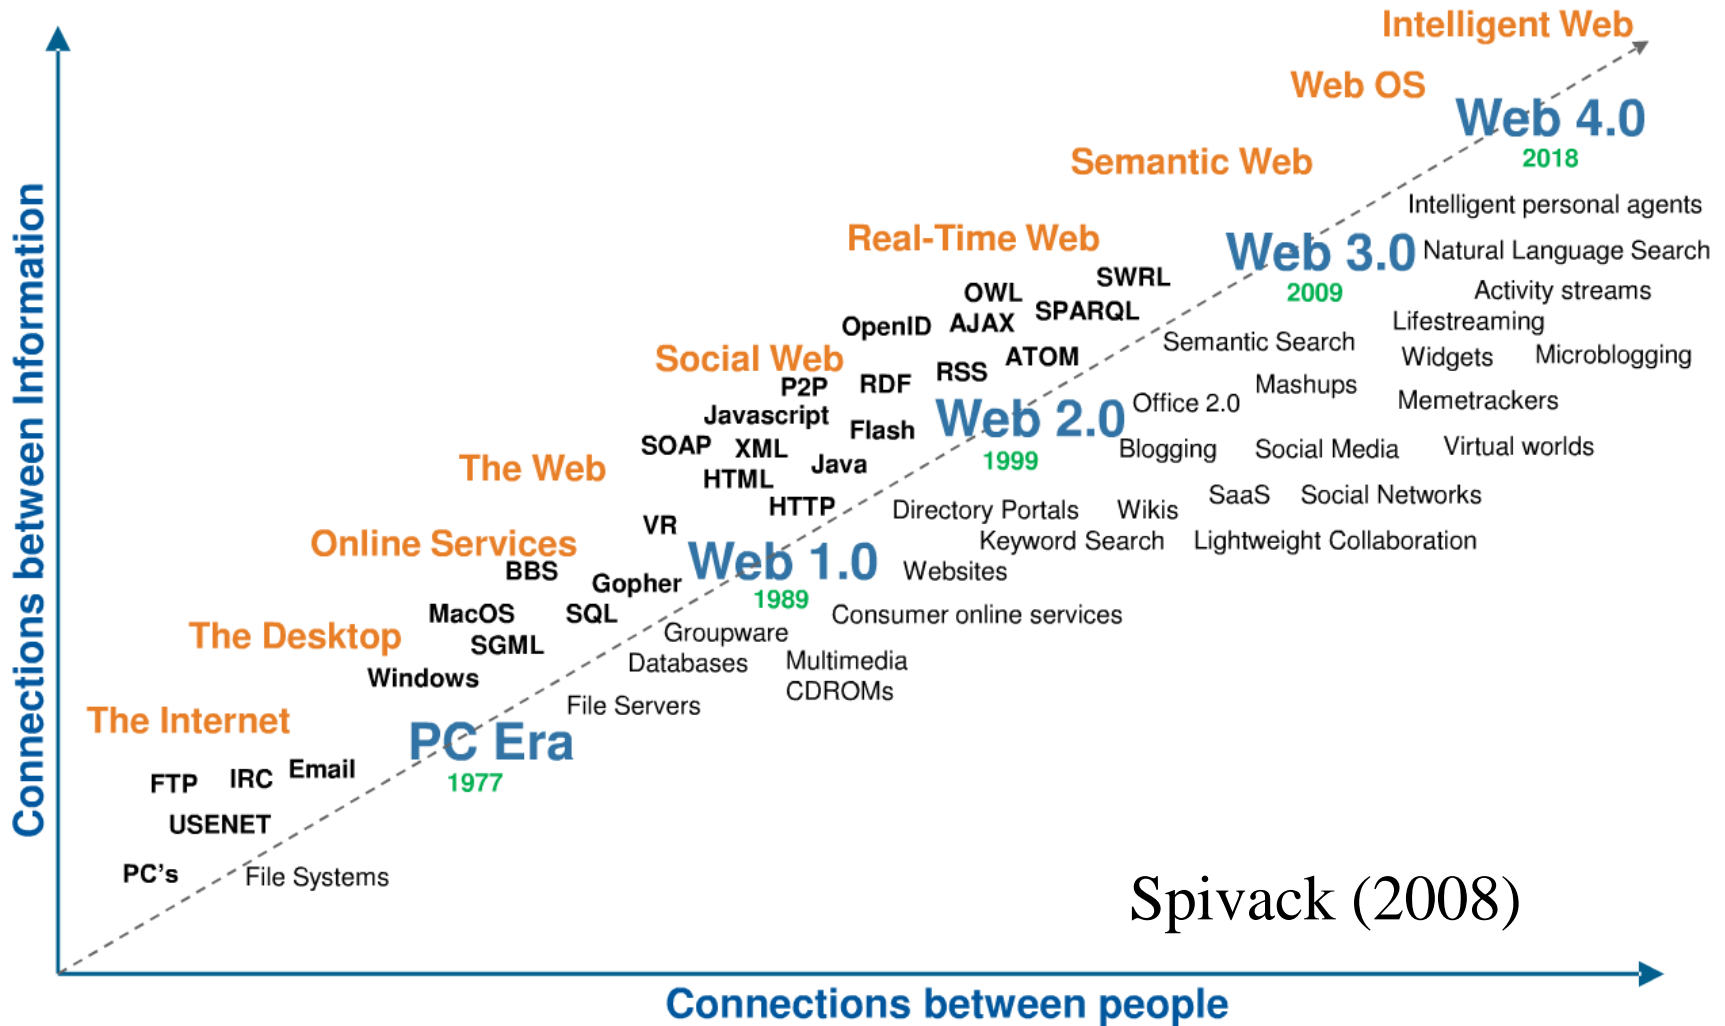 Intelligent Web
Web OS
Web 4.0
2018
Semantic Web
Intelligent personal agents
Real-Time Web
Web 3.0
Natural Language Search
2009
SWRL
OWL
Activity streams
SPARQL
OpenID
AJAX
Lifestreaming
Semantic Search
Social Web
ATOM
Widgets
Microblogging
RSS
P2P
RDF
Mashups
Office 2.0
Memetrackers
Javascript
Web 2.0
Flash
SOAP
XML
Blogging
Social Media
Virtual worlds
1999
The Web
Java
HTML
SaaS
Social Networks
HTTP
Directory Portals
Wikis
VR
Keyword Search
Lightweight Collaboration
Online Services
Web 1.0
BBS
Websites
Gopher
1989
MacOS
SQL
Consumer online services
The Desktop
Groupware
SGML
Databases
Multimedia
CDROMs
Windows
File Servers
The Internet
PC Era
1977
FTP
IRC
Email
USENET
PC's
File Systems
Spivack (2008)
Connections between Information
Connections between people